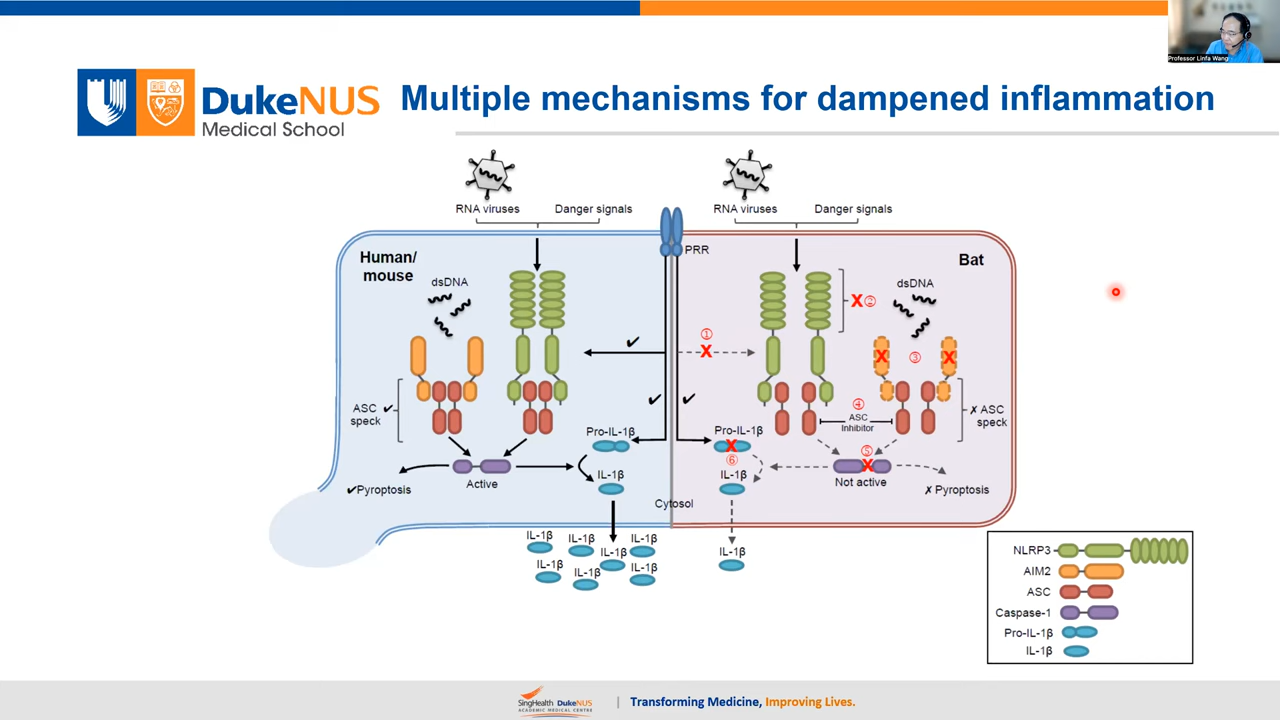 Professor Linfa Wang
DukeNUS
Medical School
Multiple mechanisms for dampened inflammation
RNA viruses
Danger signals
RNA viruses
Danger signals
PRR
Human/
mouse
dsDNA
✔
✔
ASC
speck
✔
Pro-IL-1β
IL-1β
Active
✔Pyroptosis
Cytosol
IL-1β
IL-1β
IL-1β
IL-1β
IL-1β
IL-1β
IL-1β
Bat
dsDNA
① X
X②
X ③ X
✔
④
ASC
Inhibitor
✗ ASC
speck
Pro-IL-1β
X
⑥
IL-1β
⑤
X
Not active
✗ Pyroptosis
IL-1β
NLRP3
AIM2
ASC
Caspase-1
Pro-IL-1β
IL-1β
SingHealth DukeNUS
ACADEMIC MEDICAL CENTRE
| Transforming Medicine, Improving Lives.